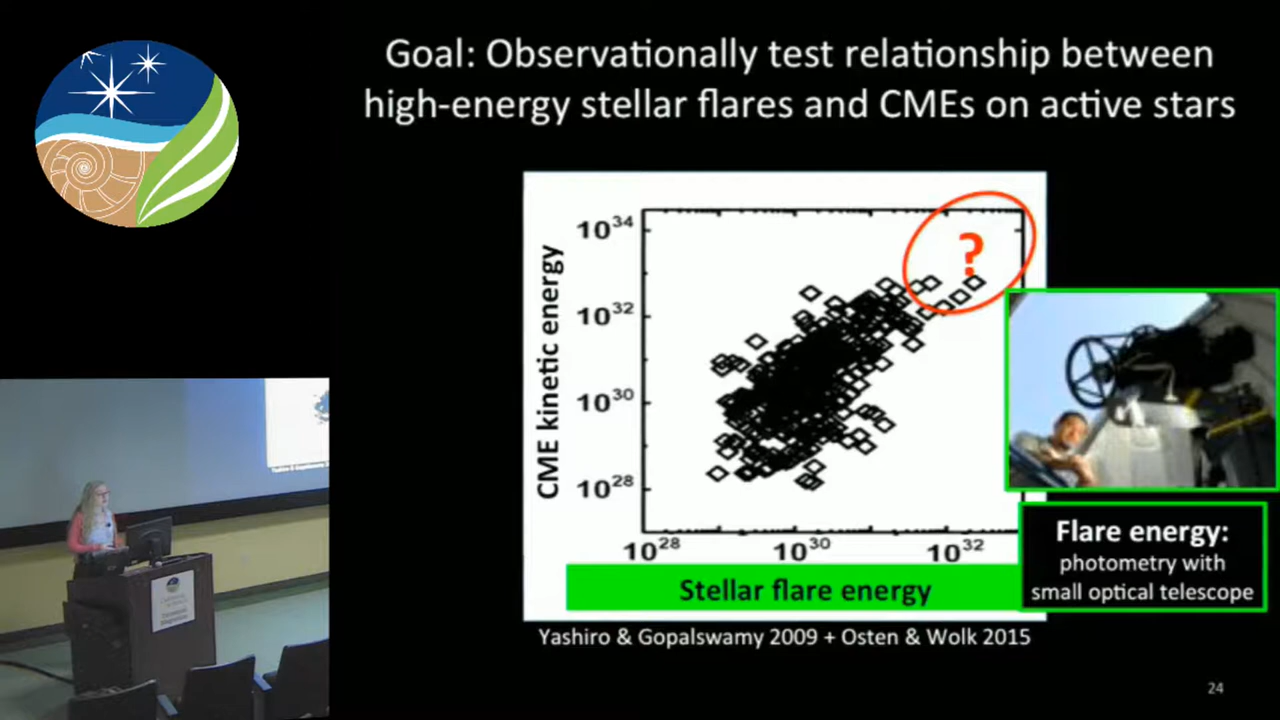 Goal: Observationally test relationship between
high-energy stellar flares and CMEs on active stars
CME kinetic energy
10³⁴
10³²
10³⁰
10²⁸
?
10²⁸
10³⁰
10³²
Stellar flare energy
Yashiro & Gopalswamy 2009 + Osten & Wolk 2015
Flare energy:
photometry with
small optical telescope
24